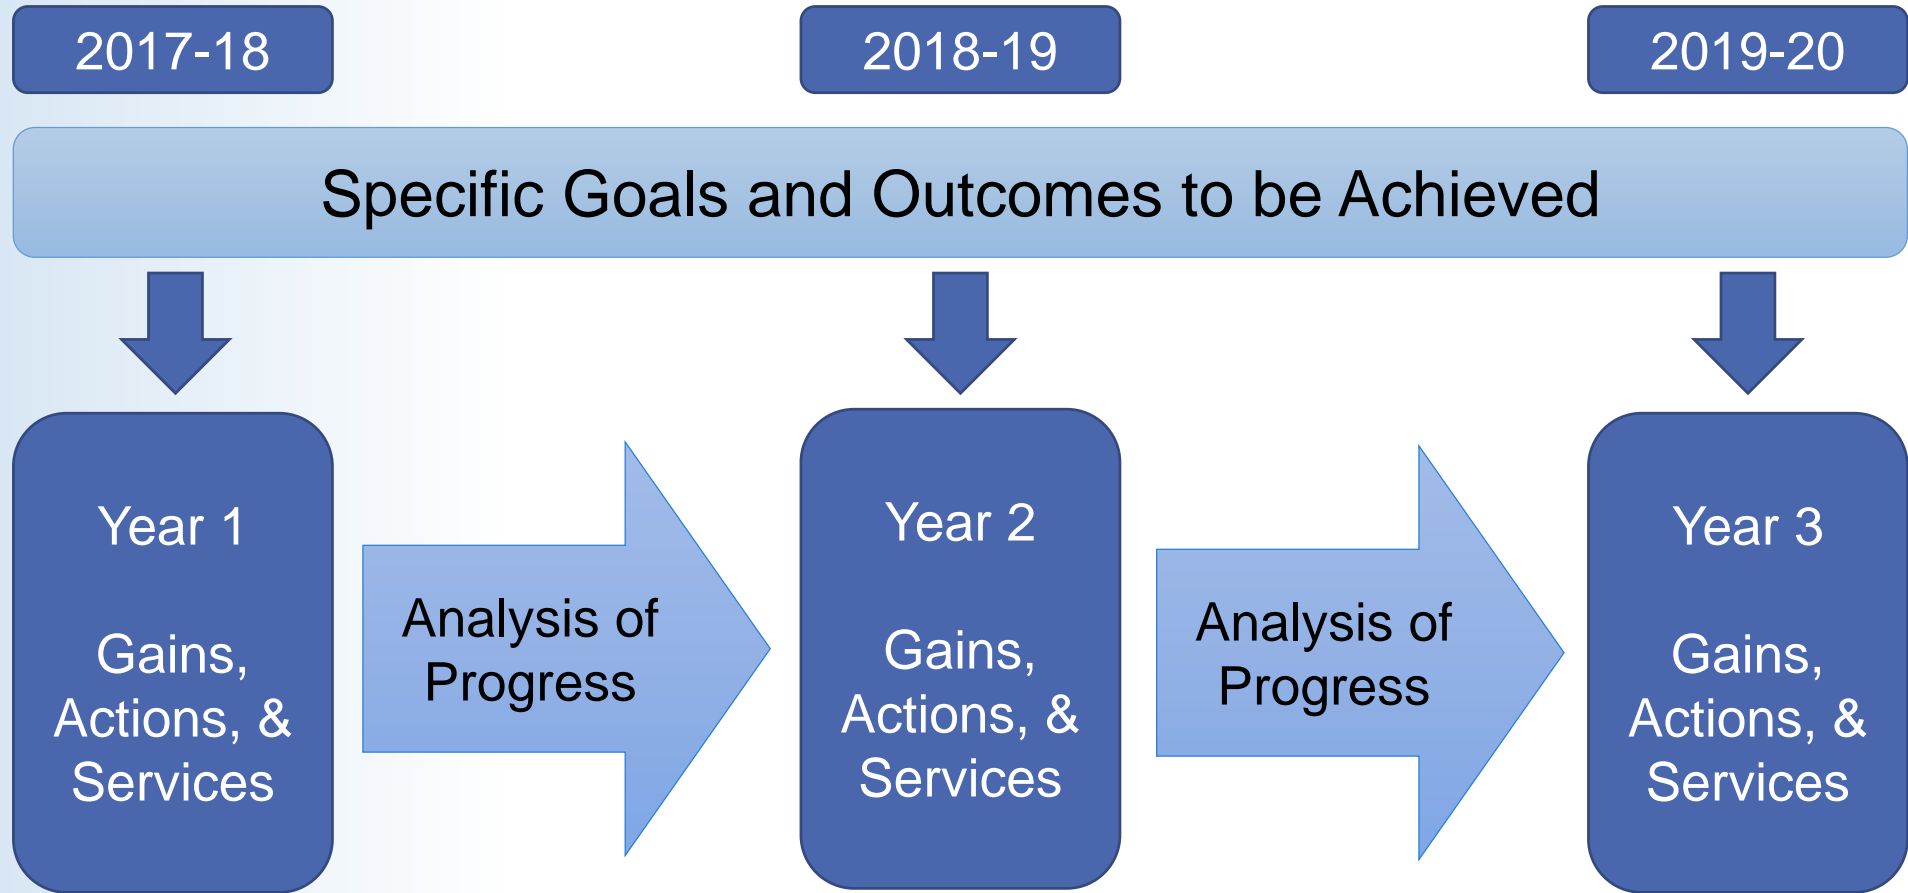 2017-18
2018-19
2019-20
Specific Goals and Outcomes to be Achieved
Year 1
Gains,
Actions, &
Services
Analysis of
Progress
Year 2
Gains,
Actions, &
Services
Analysis of
Progress
Year 3
Gains,
Actions, &
Services